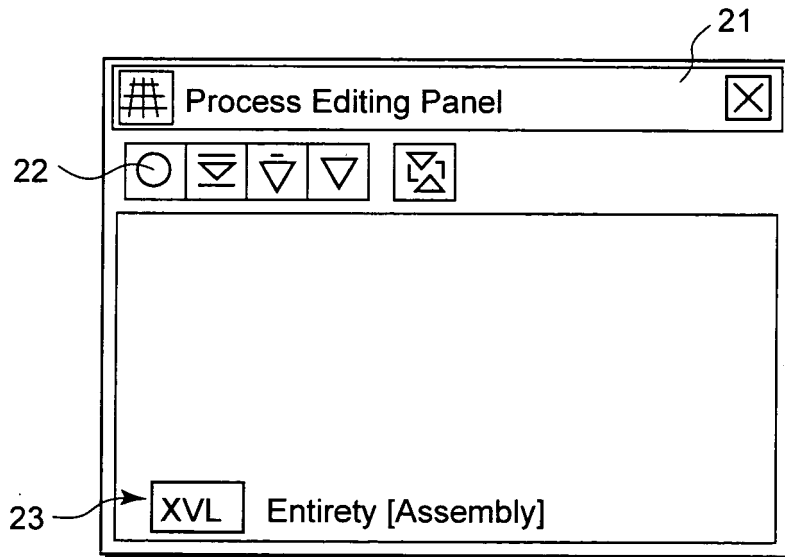 21
Process Editing Panel
22
23
XVL Entirety [Assembly]